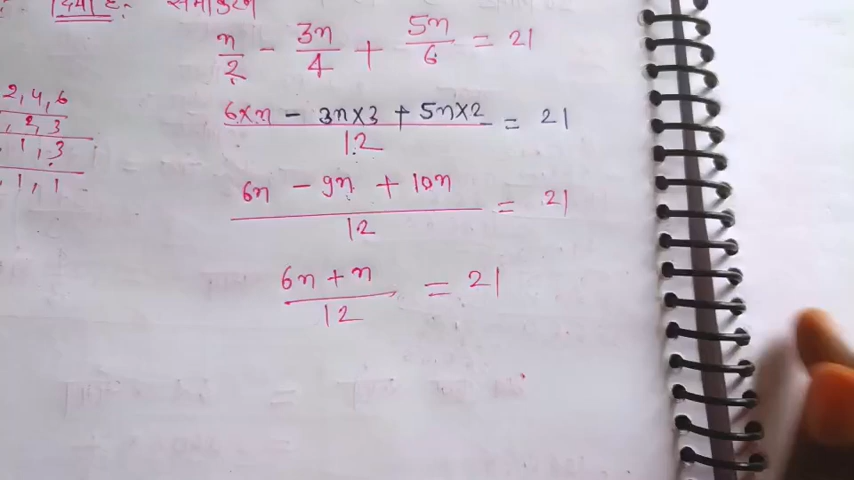 समीकरण
n/2 - 3n/4 + 5n/6 = 21
2,4,6
(6×n - 3n×3 + 5n×2)/12 = 21
,2,3
,1,3
,1,1
(6n - 9n + 10n)/12 = 21
(6n + n)/12 = 21